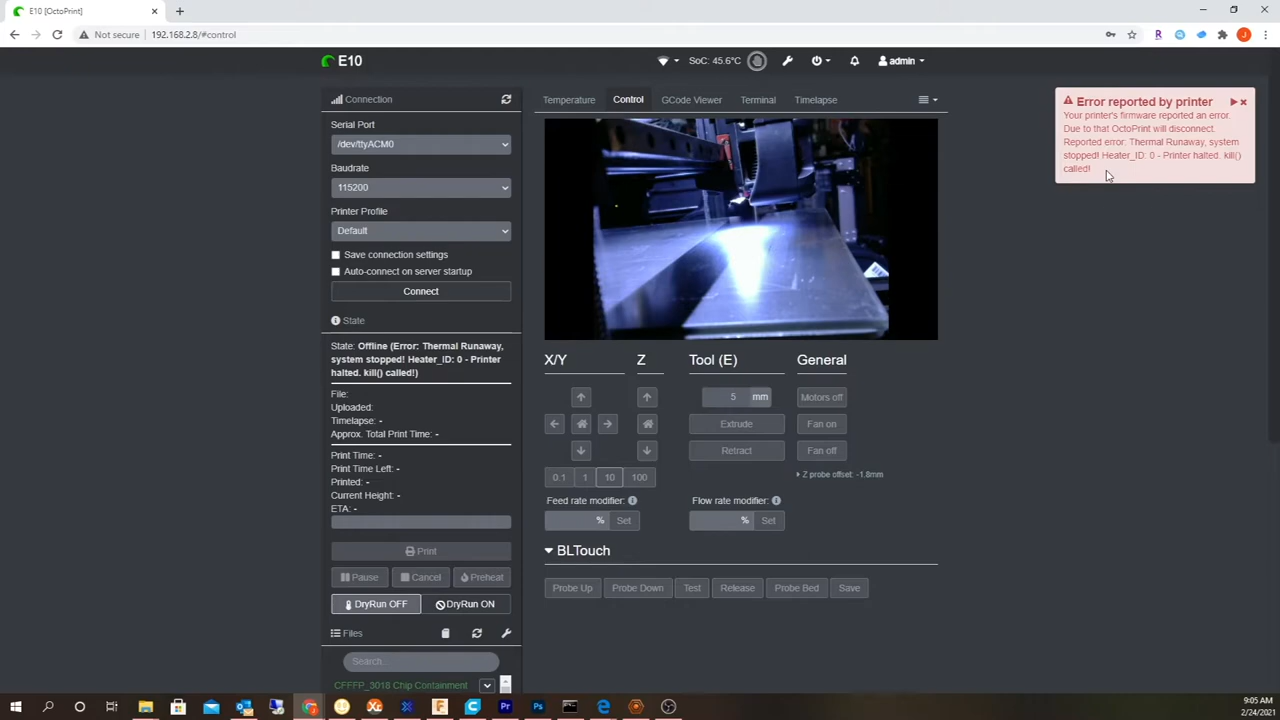 E10 [OctoPrint]
Not secure
192.168.2.8/#control
J
E10
SoC: 45.6°C
admin
Connection
Serial Port
/dev/ttyACM0
Baudrate
115200
Printer Profile
Default
Save connection settings
Auto-connect on server startup
Connect
State
State: Offline (Error: Thermal Runaway,
system stopped! Heater_ID: 0 - Printer
halted. kill() called!)
File:
Uploaded:
Timelapse: -
Approx. Total Print Time: -
Print Time: -
Print Time Left: -
Printed: -
Current Height: -
ETA: -
Print
Pause
Cancel
Preheat
DryRun OFF
DryRun ON
Files
Search...
CFFFP_3018 Chip Containment
Temperature
Control
GCode Viewer
Terminal
Timelapse
X/Y
Z
Tool (E)
General
5 mm
Motors off
Extrude
Fan on
Retract
Fan off
0.1 1 10 100
Z probe offset: -1.8mm
Feed rate modifier:
Flow rate modifier:
% Set
% Set
BLTouch
Probe Up
Probe Down
Test
Release
Probe Bed
Save
Error reported by printer
Your printer's firmware reported an error.
Due to that OctoPrint will disconnect.
Reported error: Thermal Runaway, system
stopped! Heater_ID: 0 - Printer halted. kill()
called!
9:05 AM
2/24/2021